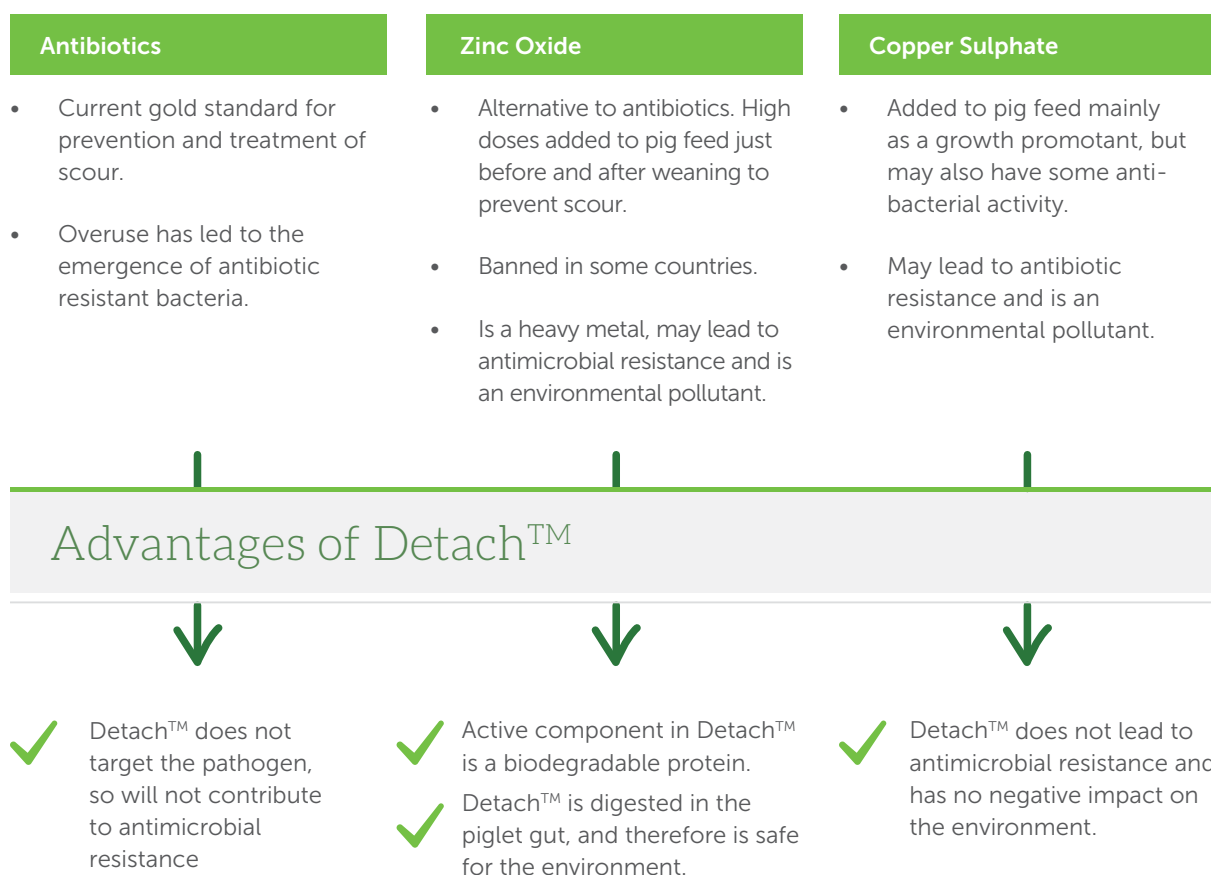 Antibiotics
• Current gold standard for
prevention and treatment of
scour.
• Overuse has led to the
emergence of antibiotic
resistant bacteria.
Zinc Oxide
• Alternative to antibiotics. High
doses added to pig feed just
before and after weaning to
prevent scour.
• Banned in some countries.
• Is a heavy metal, may lead to
antimicrobial resistance and is
an environmental pollutant.
Copper Sulphate
• Added to pig feed mainly
as a growth promotant, but
may also have some anti-
bacterial activity.
• May lead to antibiotic
resistance and is an
environmental pollutant.
Advantages of Detach™
Detach™ does not
target the pathogen,
so will not contribute
to antimicrobial
resistance
Active component in Detach™
is a biodegradable protein.
Detach™ is digested in the
piglet gut, and therefore is safe
for the environment.
Detach™ does not lead to
antimicrobial resistance and
has no negative impact on
the environment.